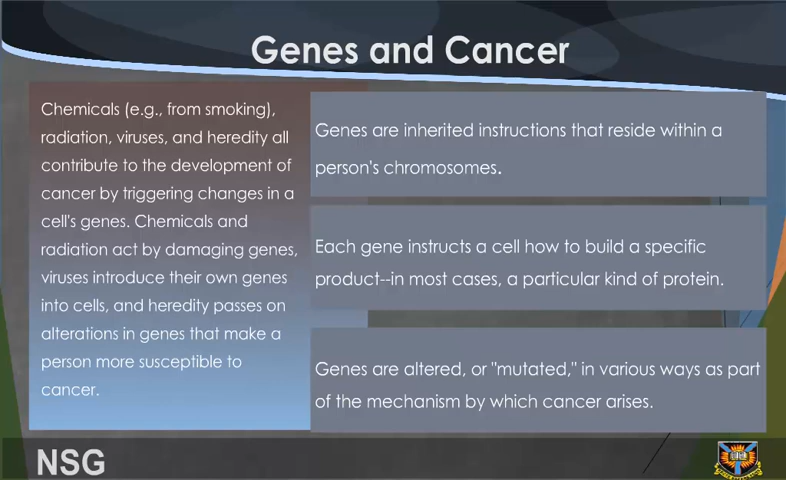 Genes and Cancer
Chemicals (e.g., from smoking),
radiation, viruses, and heredity all
contribute to the development of
cancer by triggering changes in a
cell's genes. Chemicals and
radiation act by damaging genes,
viruses introduce their own genes
into cells, and heredity passes on
alterations in genes that make a
person more susceptible to
cancer.
Genes are inherited instructions that reside within a
person's chromosomes.
Each gene instructs a cell how to build a specific
product--in most cases, a particular kind of protein.
Genes are altered, or "mutated," in various ways as part
of the mechanism by which cancer arises.
NSG